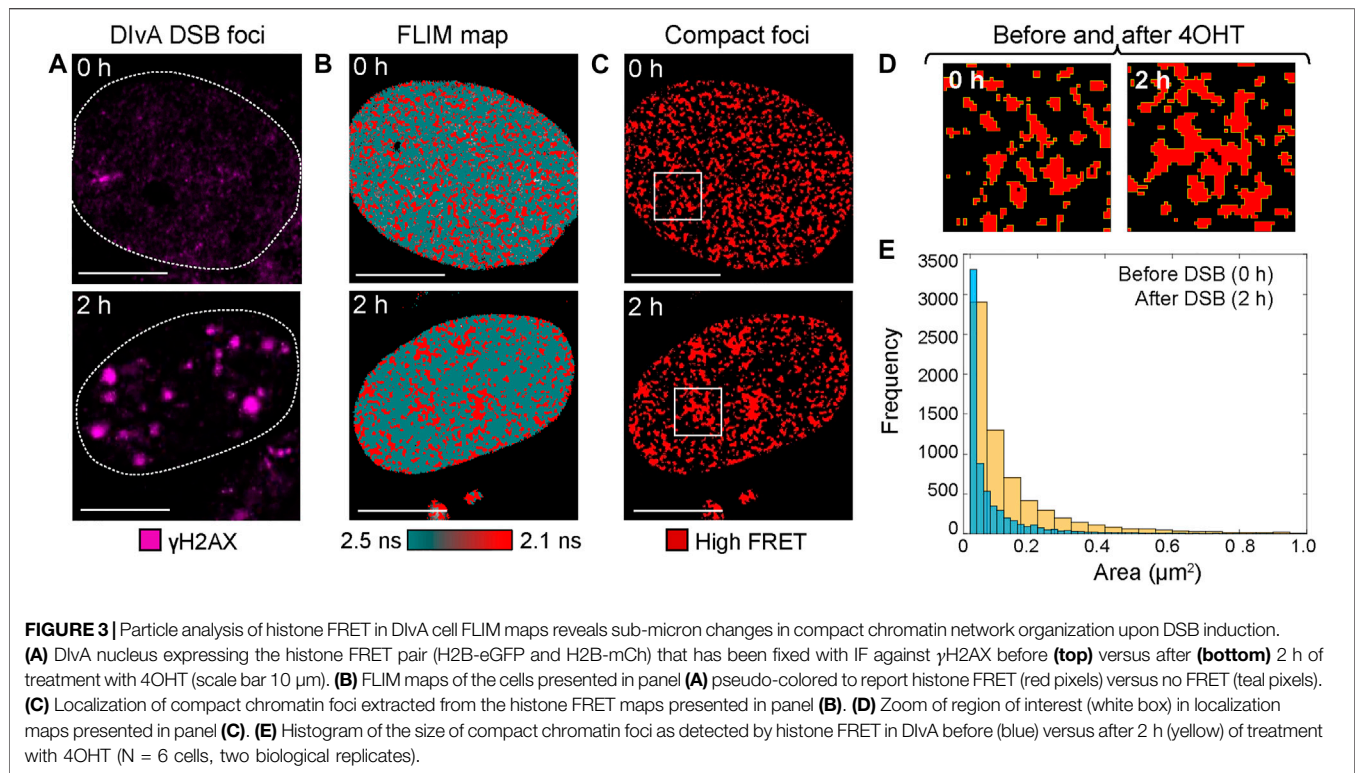 DIvA DSB foci
FLIM map
Compact foci
Before and after 4OHT
A
0 h
2 h
γH2AX
B
0 h
2 h
2.5 ns
2.1 ns
C
0 h
2 h
High FRET
D
0 h
2 h
E
Before DSB (0 h)
After DSB (2 h)
Frequency
3500
3000
2500
2000
1500
1000
500
0
0
0.2
0.4
0.6
0.8
1.0
Area (μm²)
FIGURE 3 | Particle analysis of histone FRET in DIvA cell FLIM maps reveals sub-micron changes in compact chromatin network organization upon DSB induction.
(A) DIvA nucleus expressing the histone FRET pair (H2B-eGFP and H2B-mCh) that has been fixed with IF against γH2AX before (top) versus after (bottom) 2 h of
treatment with 4OHT (scale bar 10 μm). (B) FLIM maps of the cells presented in panel (A) pseudo-colored to report histone FRET (red pixels) versus no FRET (teal pixels).
(C) Localization of compact chromatin foci extracted from the histone FRET maps presented in panel (B). (D) Zoom of region of interest (white box) in localization
maps presented in panel (C). (E) Histogram of the size of compact chromatin foci as detected by histone FRET in DIvA before (blue) versus after 2 h (yellow) of treatment
with 4OHT (N = 6 cells, two biological replicates).